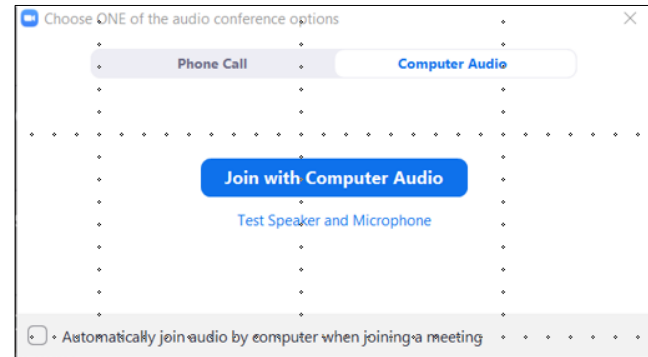 Choose ONE of the audio conference options
Phone Call
Computer Audio
Join with Computer Audio
Test Speaker and Microphone
Automatically join audio by computer when joining a meeting